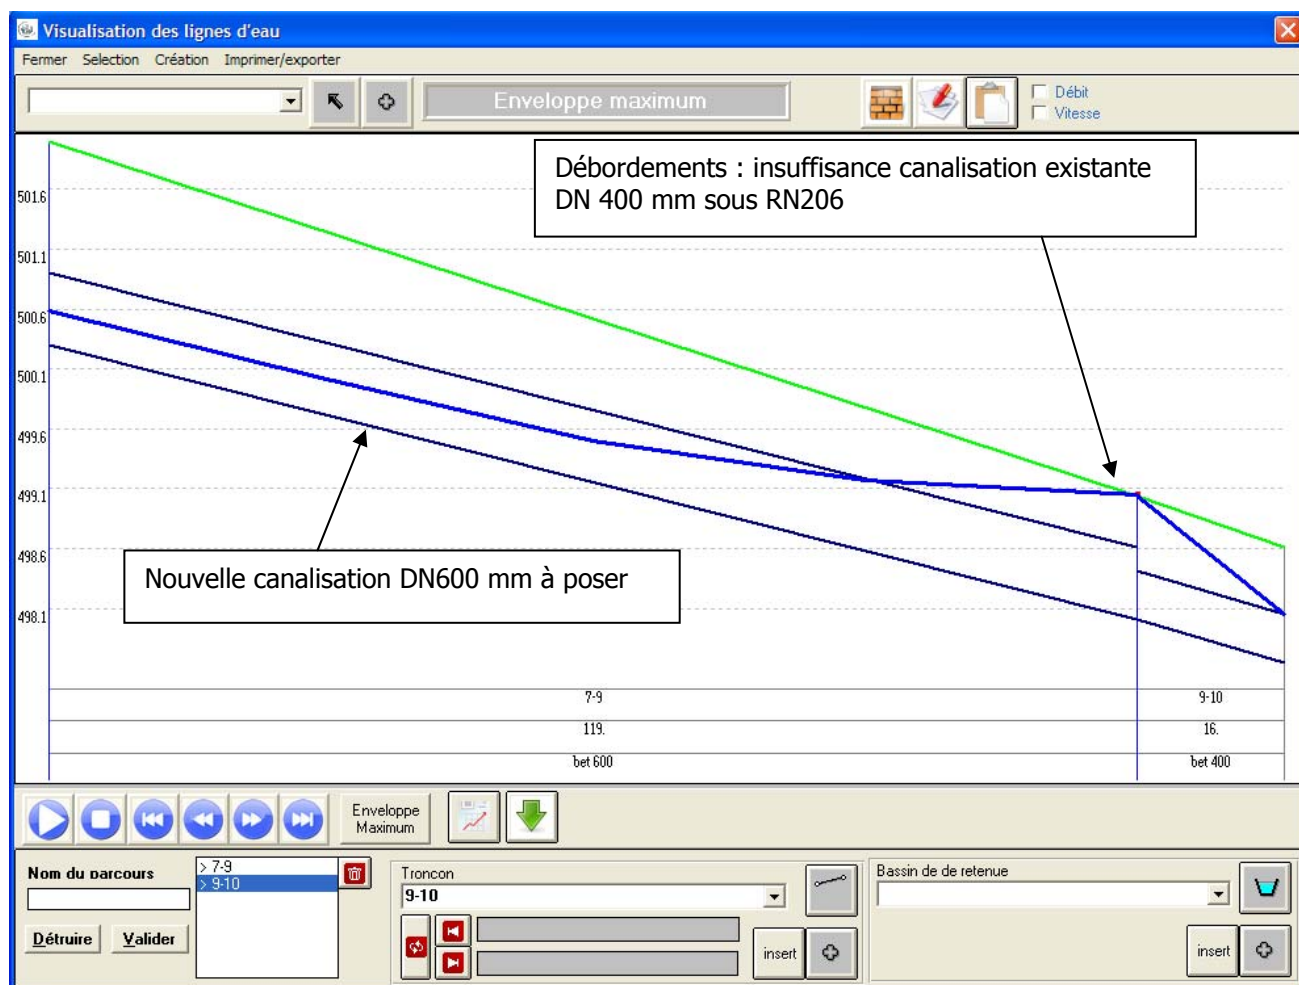 Visualisation des lignes d'eau
Fermer Selection Création Imprimer/exporter
Enveloppe maximum
Débit
Vitesse
Débordements : insuffisance canalisation existante
DN 400 mm sous RN206
501.6
501.1
500.6
500.1
499.6
499.1
498.6
498.1
Nouvelle canalisation DN600 mm à poser
7-9 9-10
119. 16.
bet 600 bet 400
Enveloppe
Maximum
Nom du parcours
> 7-9
> 9-10
Détruire Valider
Troncon
9-10
insert
Bassin de de retenue
insert